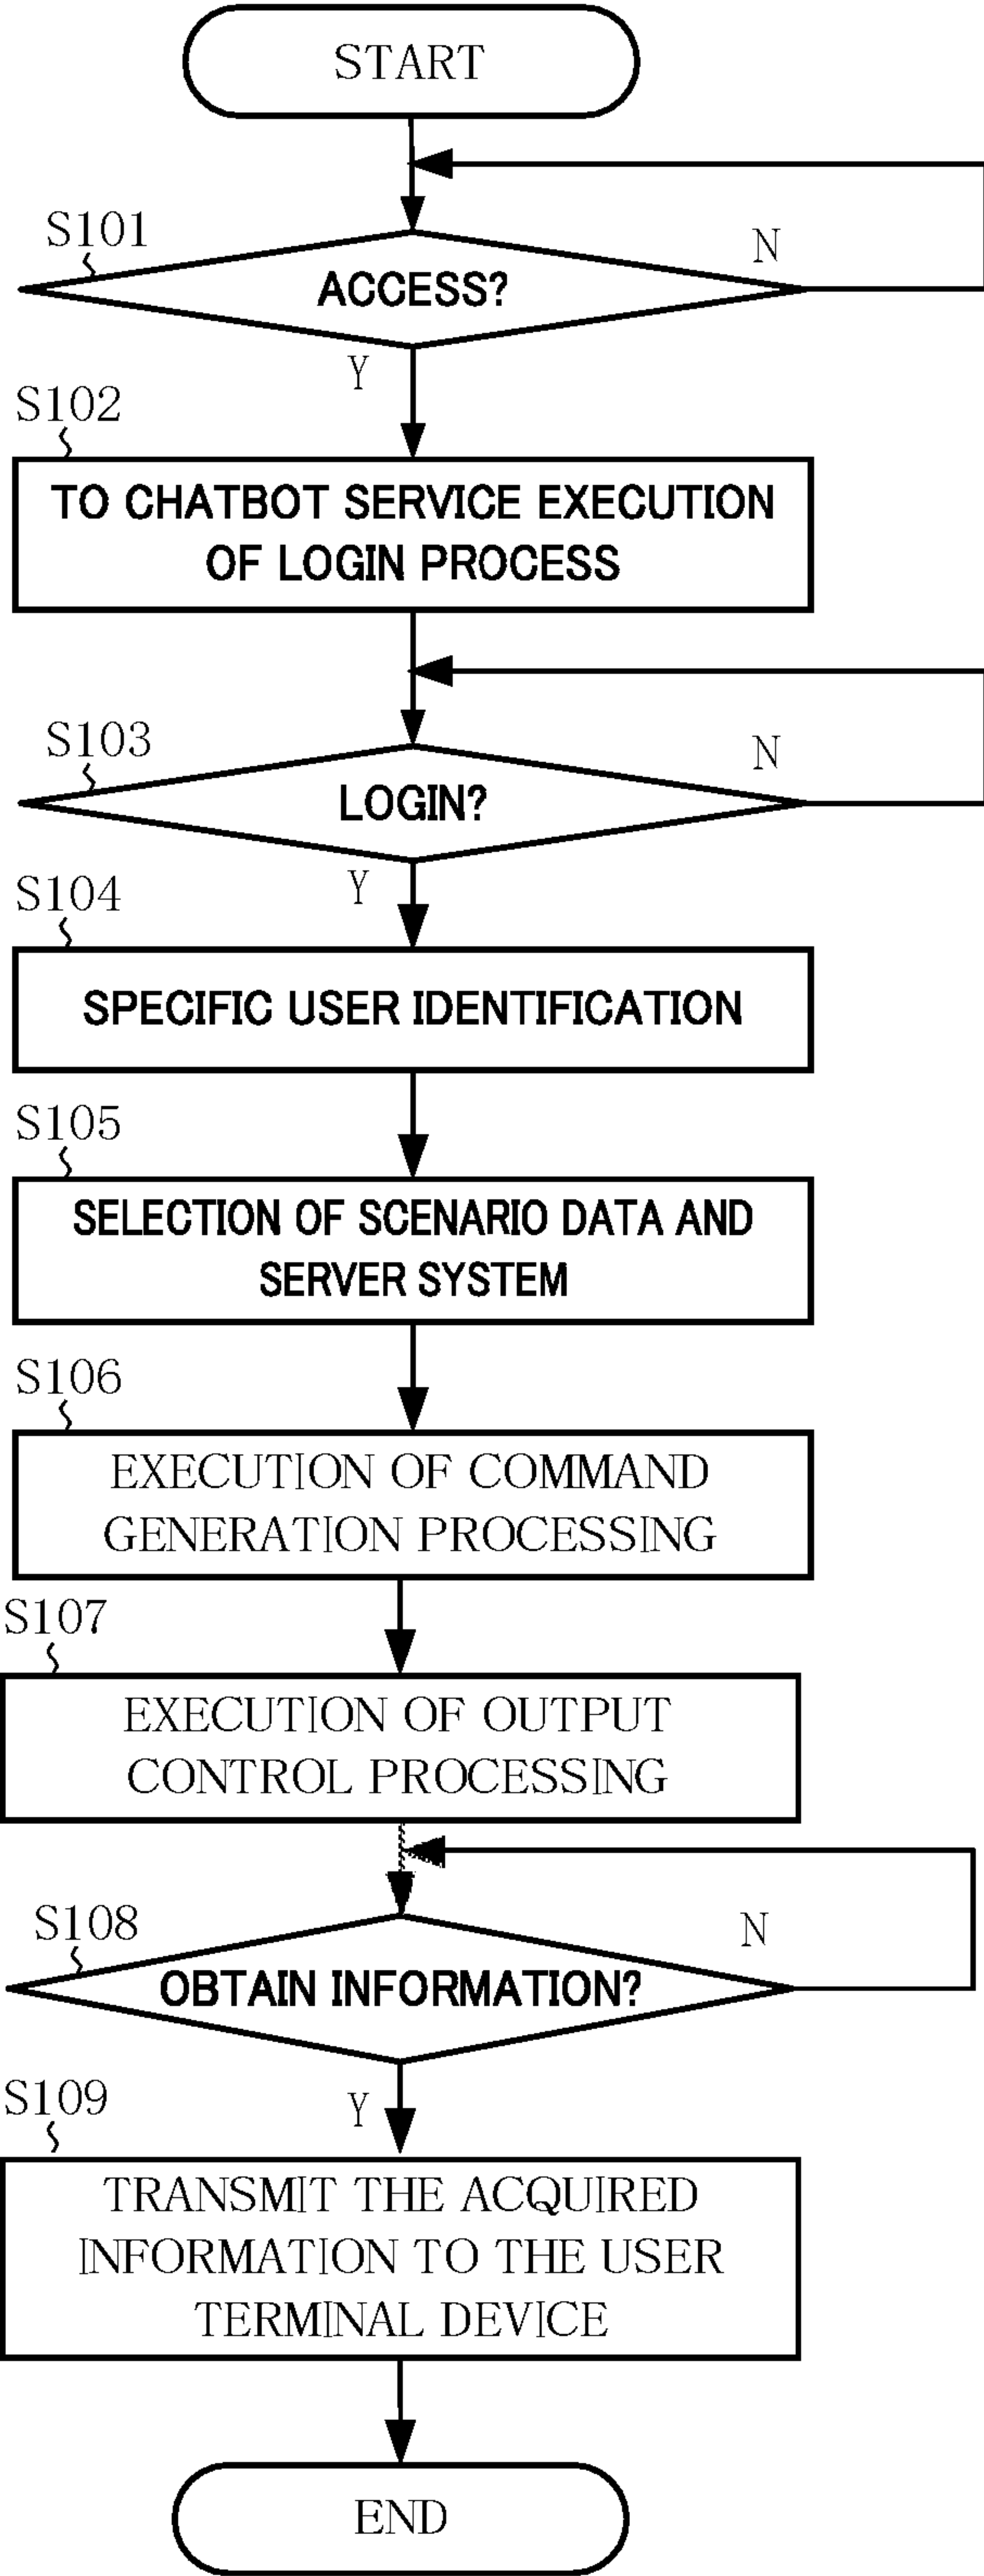 START
S101
N
ACCESS?
Y
S102
TO CHATBOT SERVICE EXECUTION
OF LOGIN PROCESS
S103
N
LOGIN?
Y
S104
SPECIFIC USER IDENTIFICATION
S105
SELECTION OF SCENARIO DATA AND
SERVER SYSTEM
S106
EXECUTION OF COMMAND
GENERATION PROCESSING
S107
EXECUTION OF OUTPUT
CONTROL PROCESSING
S108
N
OBTAIN INFORMATION?
Y
S109
TRANSMIT THE ACQUIRED
INFORMATION TO THE USER
TERMINAL DEVICE
END